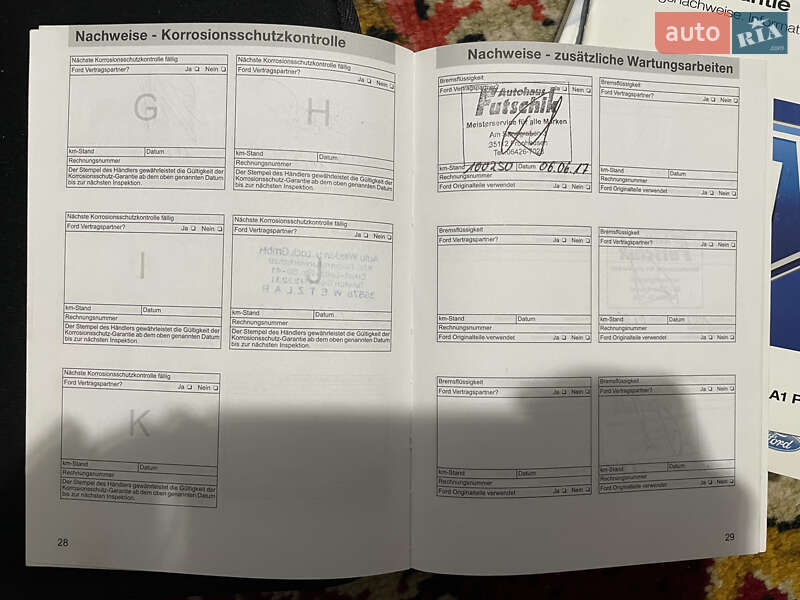 Nachweise - Korrosionsschutzkontrolle
Nächste Korrosionsschutzkontrolle fällig
Ford Vertragspartner? Ja Nein
G
km-Stand Datum
Rechnungsnummer
Der Stempel des Händlers gewährleistet die Gültigkeit der
Korrosionsschutz-Garantie ab dem oben genannten Datum
bis zur nächsten Inspektion.
Nächste Korrosionsschutzkontrolle fällig
Ford Vertragspartner? Ja Nein
H
km-Stand Datum
Rechnungsnummer
Der Stempel des Händlers gewährleistet die Gültigkeit der
Korrosionsschutz-Garantie ab dem oben genannten Datum
bis zur nächsten Inspektion.
Nächste Korrosionsschutzkontrolle fällig
Ford Vertragspartner? Ja Nein
I
km-Stand Datum
Rechnungsnummer
Der Stempel des Händlers gewährleistet die Gültigkeit der
Korrosionsschutz-Garantie ab dem oben genannten Datum
bis zur nächsten Inspektion.
Nächste Korrosionsschutzkontrolle fällig
Ford Vertragspartner? Ja Nein
J
km-Stand Datum
Rechnungsnummer
Der Stempel des Händlers gewährleistet die Gültigkeit der
Korrosionsschutz-Garantie ab dem oben genannten Datum
bis zur nächsten Inspektion.
Nächste Korrosionsschutzkontrolle fällig
Ford Vertragspartner? Ja Nein
K
km-Stand Datum
Rechnungsnummer
Der Stempel des Händlers gewährleistet die Gültigkeit der
Korrosionsschutz-Garantie ab dem oben genannten Datum
bis zur nächsten Inspektion.
28
Nachweise - zusätzliche Wartungsarbeiten
Bremsflüssigkeit
Ford Vertragspartner? Ja Nein
Autohaus
Putschik
Meisterservice für alle Marken
km-Stand 100250 Datum 06.06.17
Rechnungsnummer
Ford Originalteile verwendet Ja Nein
Bremsflüssigkeit
Ford Vertragspartner? Ja Nein
km-Stand Datum
Rechnungsnummer
Ford Originalteile verwendet Ja Nein
Bremsflüssigkeit
Ford Vertragspartner? Ja Nein
km-Stand Datum
Rechnungsnummer
Ford Originalteile verwendet Ja Nein
Bremsflüssigkeit
Ford Vertragspartner? Ja Nein
km-Stand Datum
Rechnungsnummer
Ford Originalteile verwendet Ja Nein
Bremsflüssigkeit
Ford Vertragspartner? Ja Nein
km-Stand Datum
Rechnungsnummer
Ford Originalteile verwendet Ja Nein
Bremsflüssigkeit
Ford Vertragspartner? Ja Nein
km-Stand Datum
Rechnungsnummer
Ford Originalteile verwendet Ja Nein
29
A1
Ford
auto RIA .com